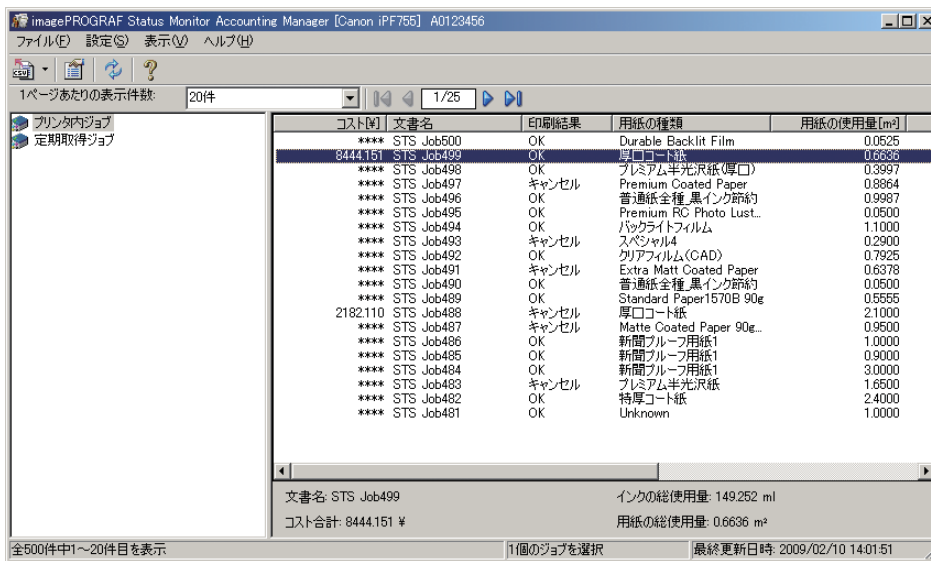 imagePROGRAF Status Monitor Accounting Manager [Canon iPF755] A0123456
ファイル(F) 設定(S) 表示(V) ヘルプ(H)
csv
1ページあたりの表示件数: 20件 1/25
プリンタ内ジョブ
定期取得ジョブ
コスト[¥] 文書名 印刷結果 用紙の種類 用紙の使用量[m²]
**** STS Job500 OK Durable Backlit Film 0.0525
8444.151 STS Job499 OK 厚口コート紙 0.6636
**** STS Job498 OK プレミアム半光沢紙(厚口) 0.3997
**** STS Job497 キャンセル Premium Coated Paper 0.8864
**** STS Job496 OK 普通紙全種_黒インク節約 0.9987
**** STS Job495 OK Premium RC Photo Lust... 0.0500
**** STS Job494 OK バックライトフィルム 1.1000
**** STS Job493 キャンセル スペシャル4 0.2900
**** STS Job492 OK クリアフィルム(CAD) 0.7925
**** STS Job491 キャンセル Extra Matt Coated Paper 0.6378
**** STS Job490 OK 普通紙全種_黒インク節約 0.0500
**** STS Job489 OK Standard Paper1570B 90g 0.5555
2182.110 STS Job488 キャンセル 厚口コート紙 2.1000
**** STS Job487 キャンセル Matte Coated Paper 90g... 0.9500
**** STS Job486 OK 新聞プルーフ用紙1 1.0000
**** STS Job485 OK 新聞プルーフ用紙1 0.9000
**** STS Job484 OK 新聞プルーフ用紙1 3.0000
**** STS Job483 キャンセル プレミアム半光沢紙 1.6500
**** STS Job482 OK 特厚コート紙 2.4000
**** STS Job481 OK Unknown 1.0000
文書名: STS Job499 インクの総使用量: 149.252 ml
コスト合計: 8444.151 ¥ 用紙の総使用量: 0.6636 m²
全500件中1～20件目を表示 1個のジョブを選択 最終更新日時: 2009/02/10 14:01:51